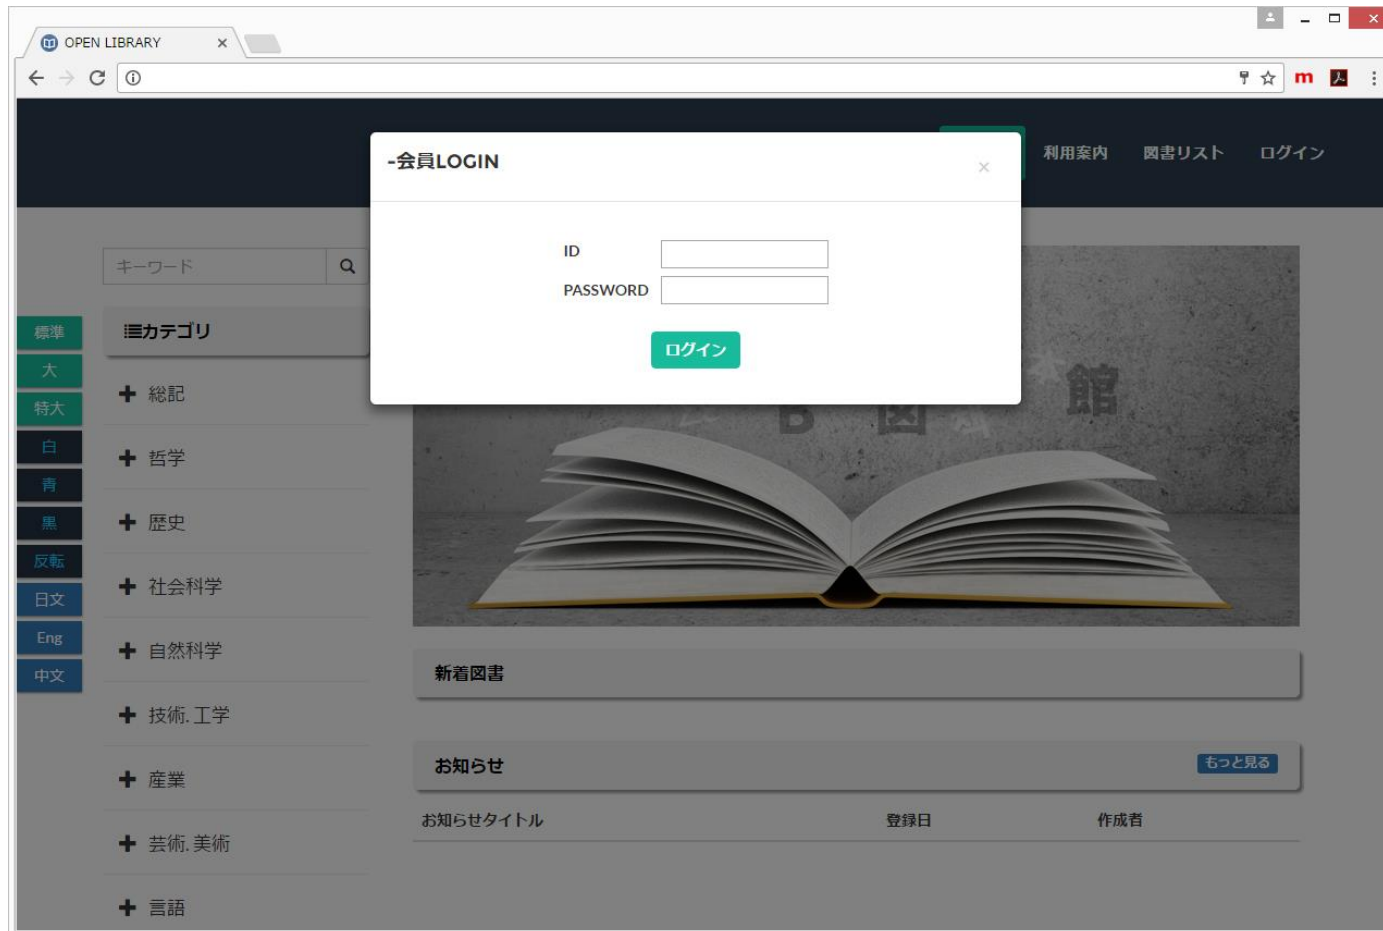 OPEN LIBRARY
-会員LOGIN
利用案内 図書リスト ログイン
ID
PASSWORD
ログイン
キーワード
カテゴリ
総記
哲学
歴史
社会科学
自然科学
技術.工学
産業
芸術.美術
言語
標準
大
特大
白
青
黒
反転
日文
Eng
中文
B 図 館
新着図書
お知らせ もっと見る
お知らせタイトル 登録日 作成者